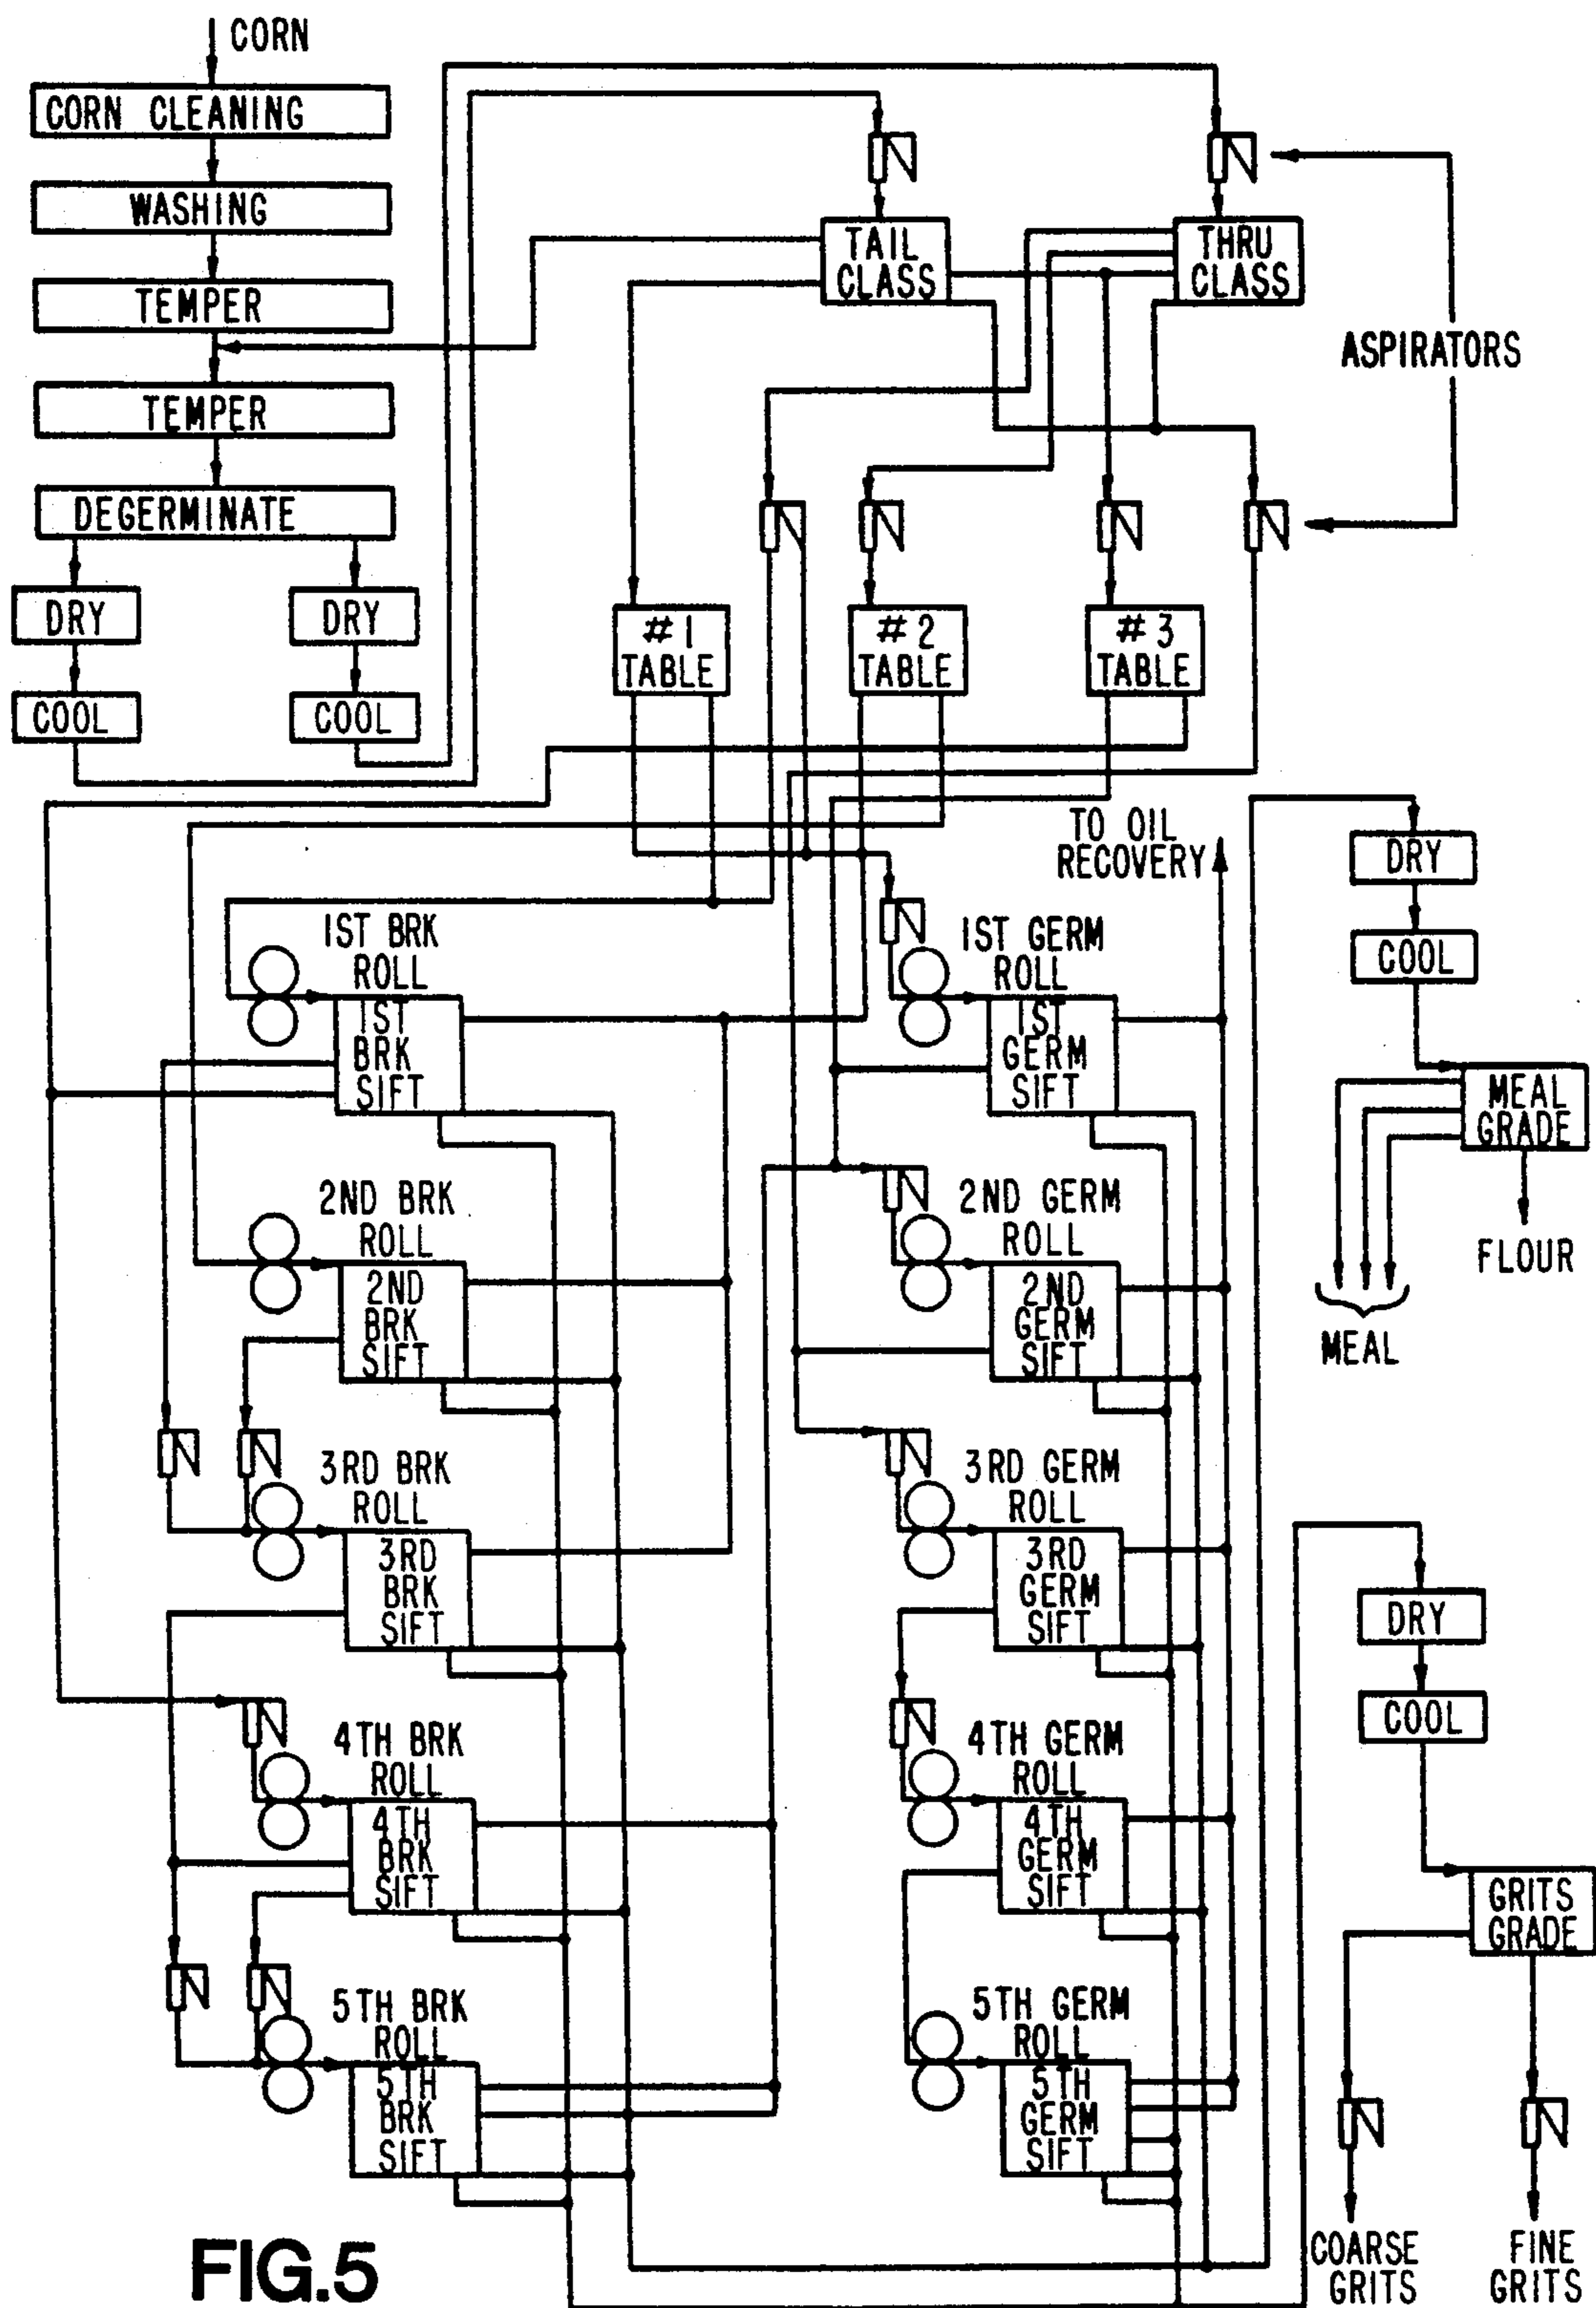 CORN
CORN CLEANING
WASHING
TEMPER
TEMPER
DEGERMINATE
DRY
DRY
COOL
COOL
TAIL
CLASS
THRU
CLASS
ASPIRATORS
#1
TABLE
#2
TABLE
#3
TABLE
TO OIL
RECOVERY
DRY
COOL
MEAL
GRADE
FLOUR
MEAL
1ST BRK
ROLL
1ST
BRK
SIFT
1ST GERM
ROLL
1ST
GERM
SIFT
2ND BRK
ROLL
2ND
BRK
SIFT
2ND GERM
ROLL
2ND
GERM
SIFT
3RD BRK
ROLL
3RD
BRK
SIFT
3RD GERM
ROLL
3RD
GERM
SIFT
4TH BRK
ROLL
4TH
BRK
SIFT
4TH GERM
ROLL
4TH
GERM
SIFT
5TH BRK
ROLL
5TH
BRK
SIFT
5TH GERM
ROLL
5TH
GERM
SIFT
DRY
COOL
GRITS
GRADE
COARSE
GRITS
FINE
GRITS
FIG.5